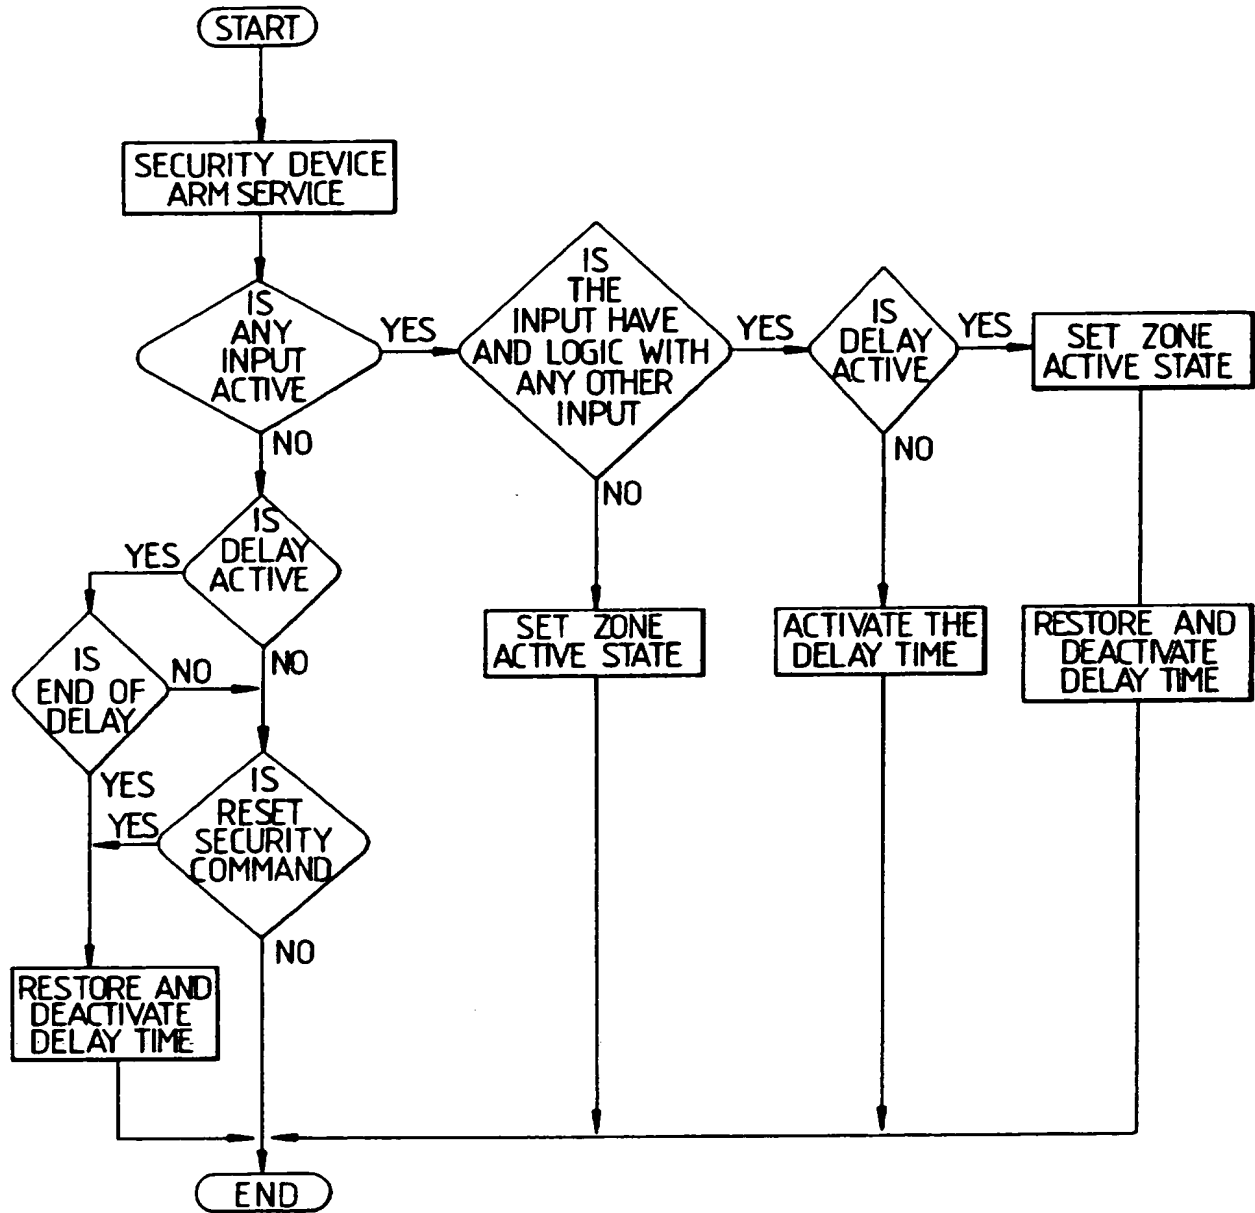 START
SECURITY DEVICE
ARM SERVICE
IS
ANY
INPUT
ACTIVE
YES
NO
IS
THE
INPUT HAVE
AND LOGIC WITH
ANY OTHER
INPUT
YES
NO
IS
DELAY
ACTIVE
YES
NO
SET ZONE
ACTIVE STATE
IS
DELAY
ACTIVE
YES
NO
IS
END OF
DELAY
NO
YES
SET ZONE
ACTIVE STATE
ACTIVATE THE
DELAY TIME
RESTORE AND
DEACTIVATE
DELAY TIME
IS
RESET
SECURITY
COMMAND
YES
NO
RESTORE AND
DEACTIVATE
DELAY TIME
END